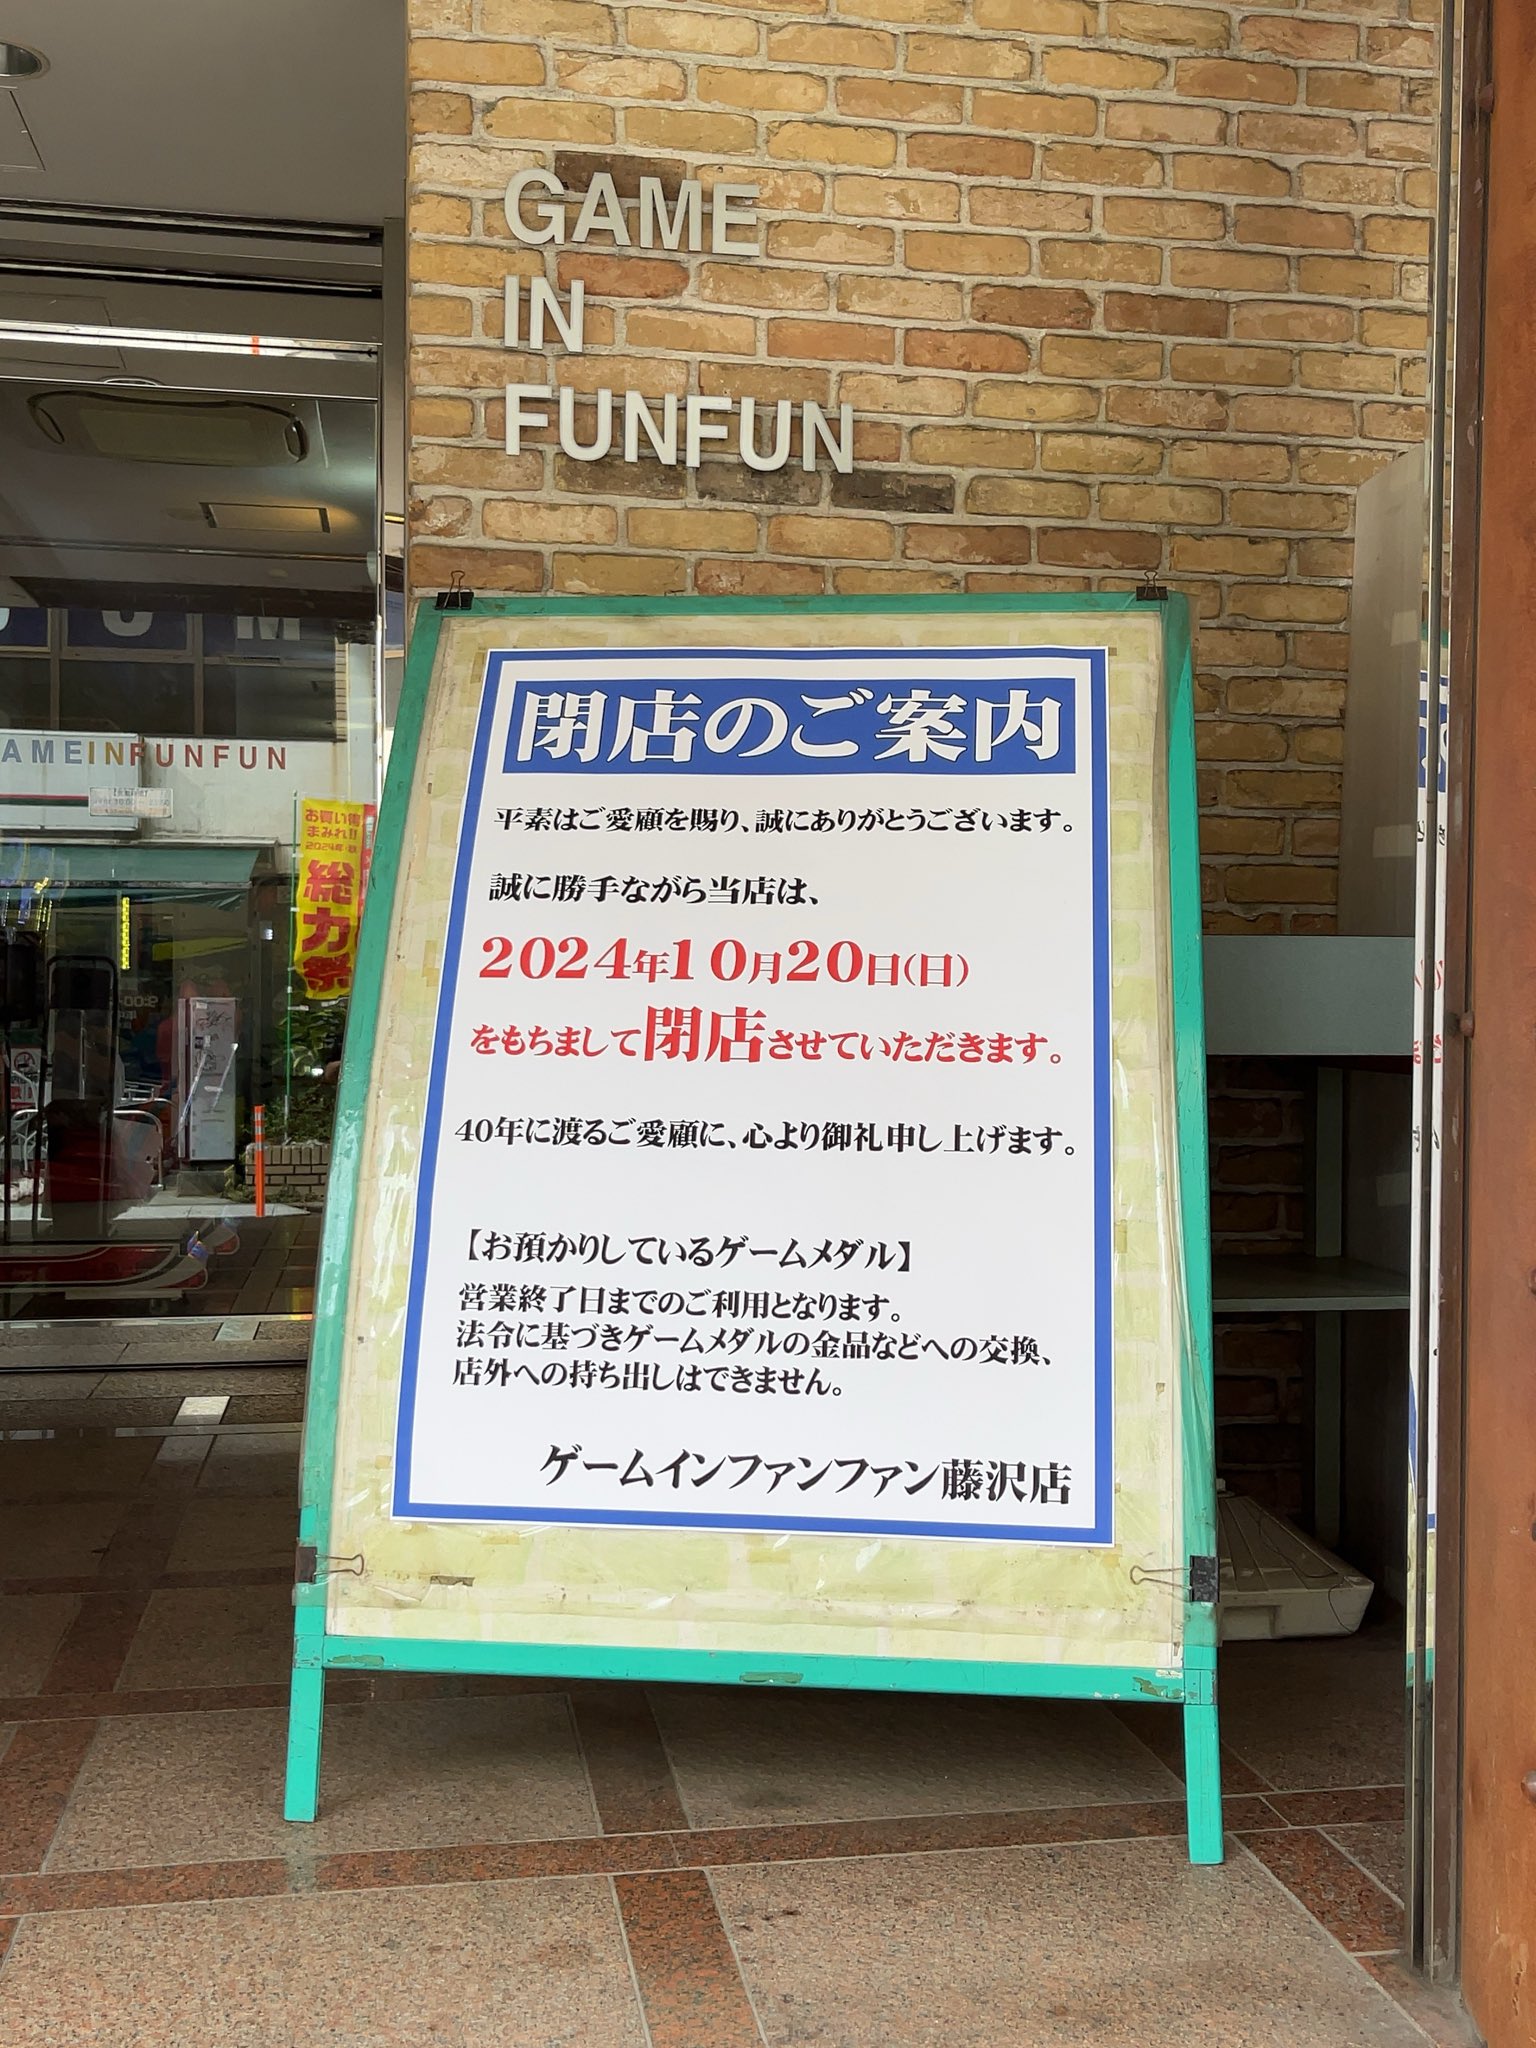 GAME
IN
FUNFUN
閉店のご案内
平素はご愛顧を賜り、誠にありがとうございます。
誠に勝手ながら当店は、
2024年10月20日(日)
をもちまして閉店させていただきます。
40年に渡るご愛顧に、心より御礼申し上げます。
【お預かりしているゲームメダル】
営業終了日までのご利用となります。
法令に基づきゲームメダルの金品などへの交換、
店外への持ち出しはできません。
ゲームインファンファン藤沢店
AMEINFUNFUN
お買い得
まみれ!!
総力祭